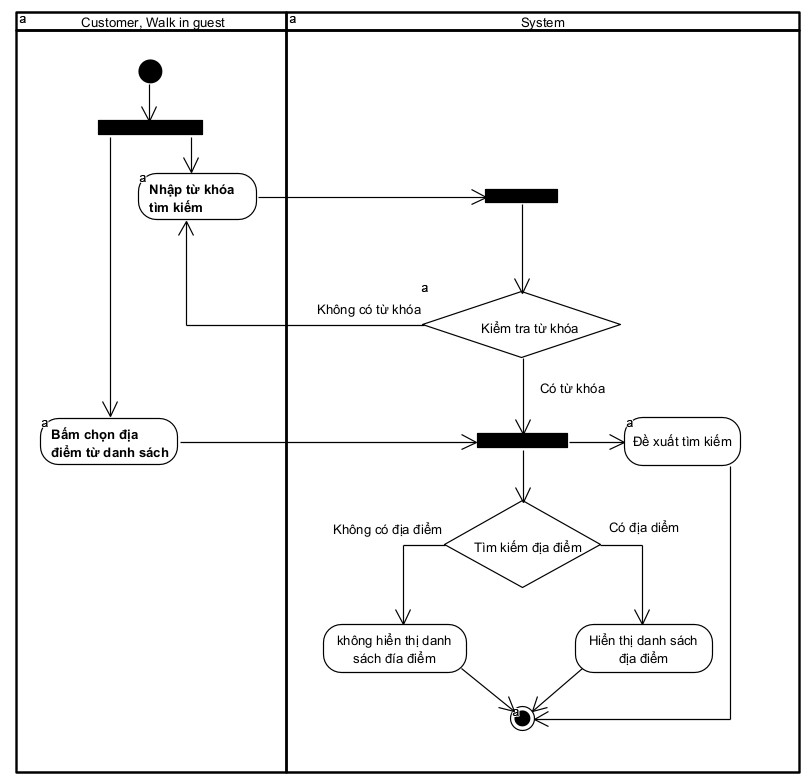 a
Customer, Walk in guest
a
System
a
Nhập từ khóa
tìm kiếm
a
Không có từ khóa
Kiểm tra từ khóa
Có từ khóa
a
Bấm chọn địa
điểm từ danh sách
a
Đề xuất tìm kiếm
Không có địa điểm
Có địa diểm
Tìm kiếm địa điểm
không hiển thị danh
sách đía điểm
Hiển thị danh sách
địa điểm
a